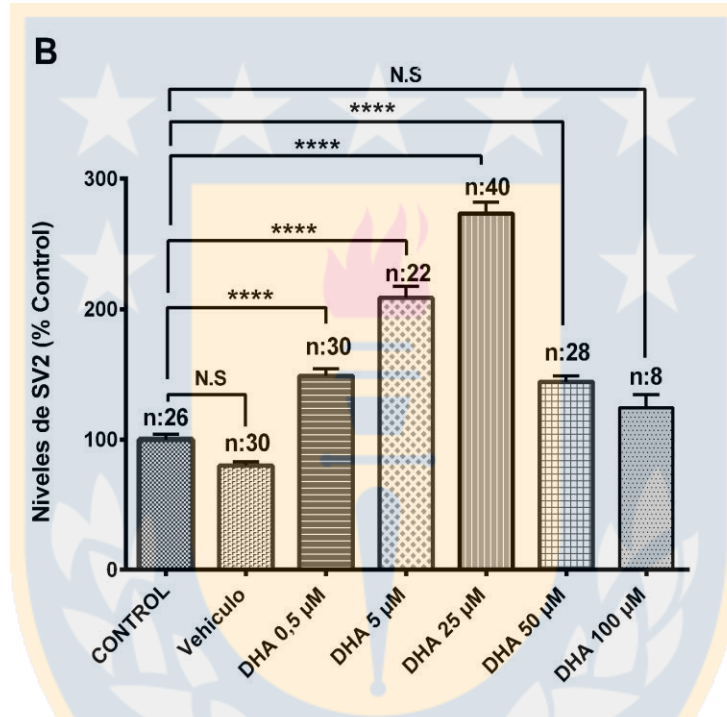 B
N.S
****
****
300
n:40
****
n:22
200
****
n:30
n:28
N.S
n:8
n:26
n:30
100
0
Niveles de SV2 (% Control)
CONTROL
Vehiculo
DHA 0,5 µM
DHA 5 µM
DHA 25 µM
DHA 50 µM
DHA 100 µM